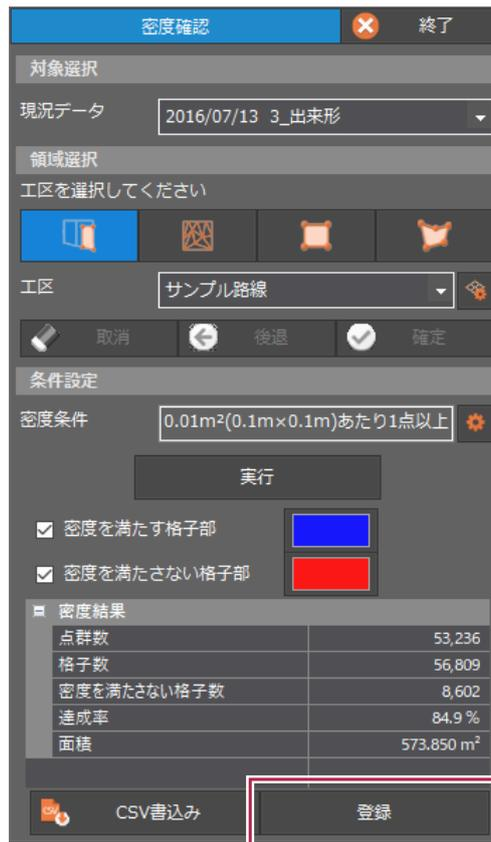 密度確認 終了
対象選択
現況データ 2016/07/13 3_出来形
領域選択
工区を選択してください
工区 サンプル路線
取消 後退 確定
条件設定
密度条件 0.01m²(0.1m×0.1m)あたり1点以上
実行
密度を満たす格子部
密度を満たさない格子部
密度結果
点群数 53,236
格子数 56,809
密度を満たさない格子数 8,602
達成率 84.9 %
面積 573.850 m²
CSV CSV書込み 登録